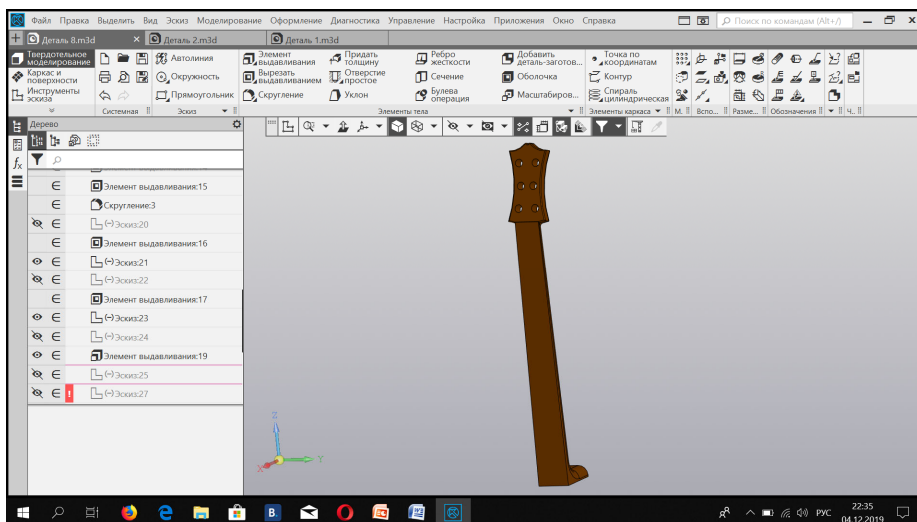 Файл Правка Выделить Вид Эскиз Моделирование Оформление Диагностика Управление Настройка Приложения Окно Справка
Поиск по командам (Alt+/)
Деталь 8.m3d
Деталь 2.m3d
Деталь 1.m3d
Твердотельное моделирование
Каркас и поверхности
Инструменты эскиза
Системная
Автолиния
Окружность
Прямоугольник
Эскиз
Элемент выдавливания
Придать толщину
Ребро жесткости
Добавить деталь-заготов...
Вырезать выдавливанием
Отверстие простое
Сечение
Оболочка
Скругление
Уклон
Булева операция
Масштабиров...
Элементы тела
Точка по координатам
Контур
Спираль цилиндрическая
Элементы каркаса
М.
Вспо...
Разме...
Обозначения
Ч..
Дерево
Элемент выдавливания:15
Скругление:3
(-)Эскиз:20
Элемент выдавливания:16
(-)Эскиз:21
(-)Эскиз:22
Элемент выдавливания:17
(-)Эскиз:23
(-)Эскиз:24
Элемент выдавливания:19
(-)Эскиз:25
(-)Эскиз:27
Z
Y
X
B.
РУС
22:35
04.12.2019